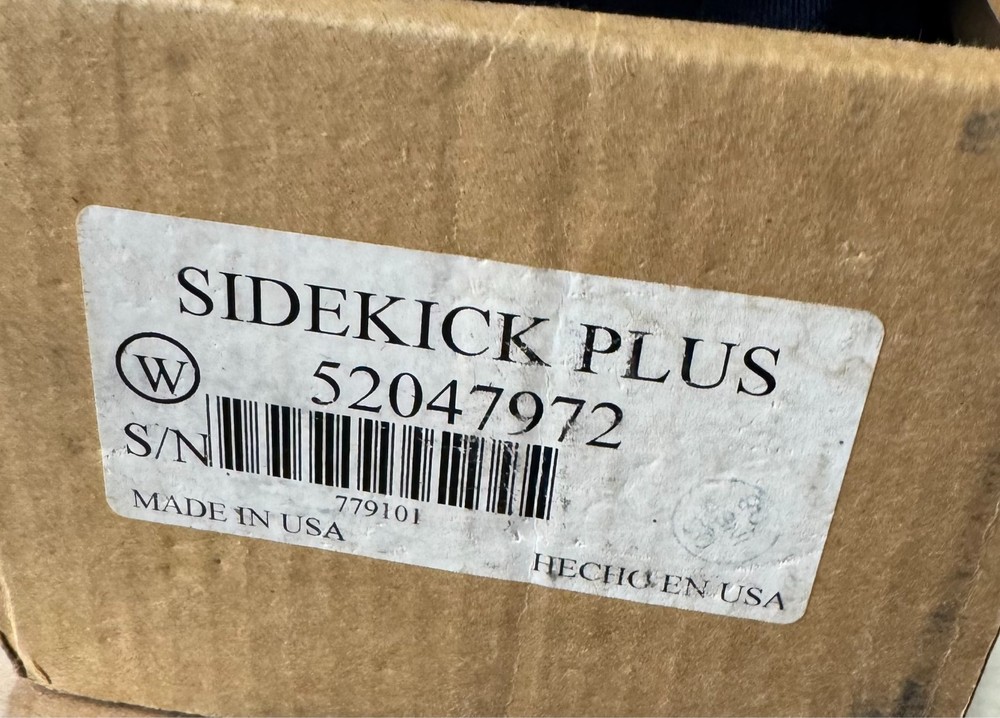 SIDEKICK PLUS
W
52047972
S/N
779101
MADE IN USA
HECHO EN USA